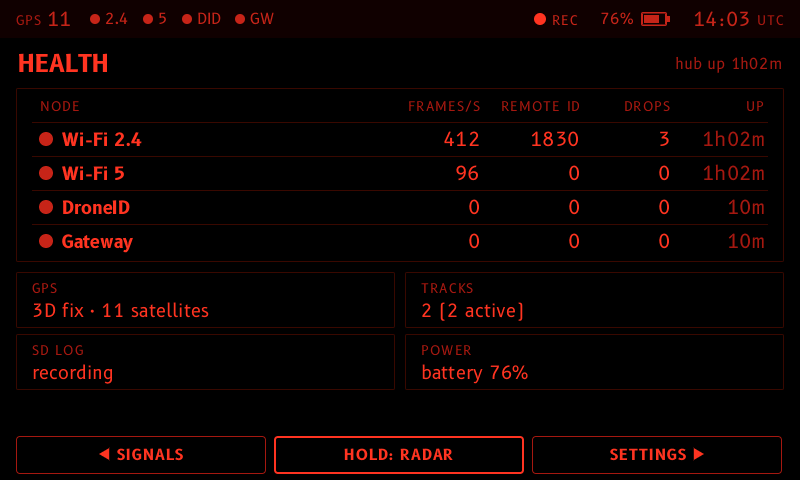 GPS 11 2.4 5 DID GW REC 76% 14:03 UTC
HEALTH hub up 1h02m
NODE FRAMES/S REMOTE ID DROPS UP
Wi-Fi 2.4 412 1830 3 1h02m
Wi-Fi 5 96 0 0 1h02m
DroneID 0 0 0 10m
Gateway 0 0 0 10m
GPS
3D fix · 11 satellites
TRACKS
2 (2 active)
SD LOG
recording
POWER
battery 76%
◀ SIGNALS HOLD: RADAR SETTINGS ▶